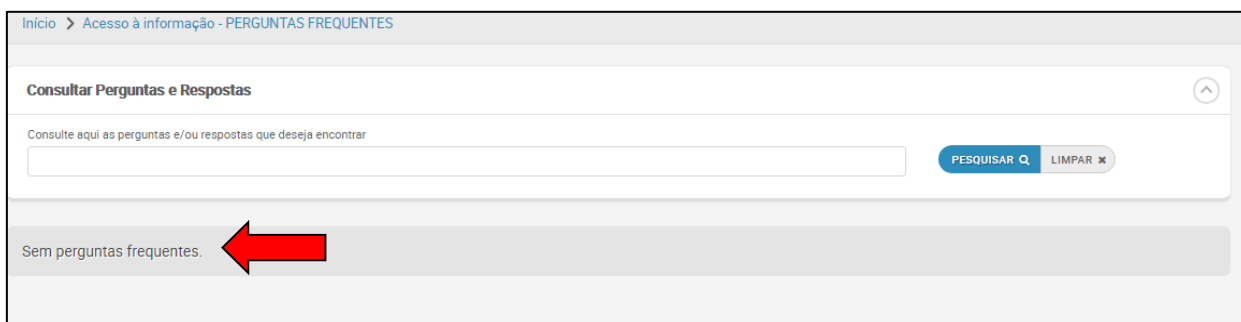 Início > Acesso à informação - PERGUNTAS FREQUENTES
Consultar Perguntas e Respostas
Consulte aqui as perguntas e/ou respostas que deseja encontrar
PESQUISAR LIMPAR
Sem perguntas frequentes.